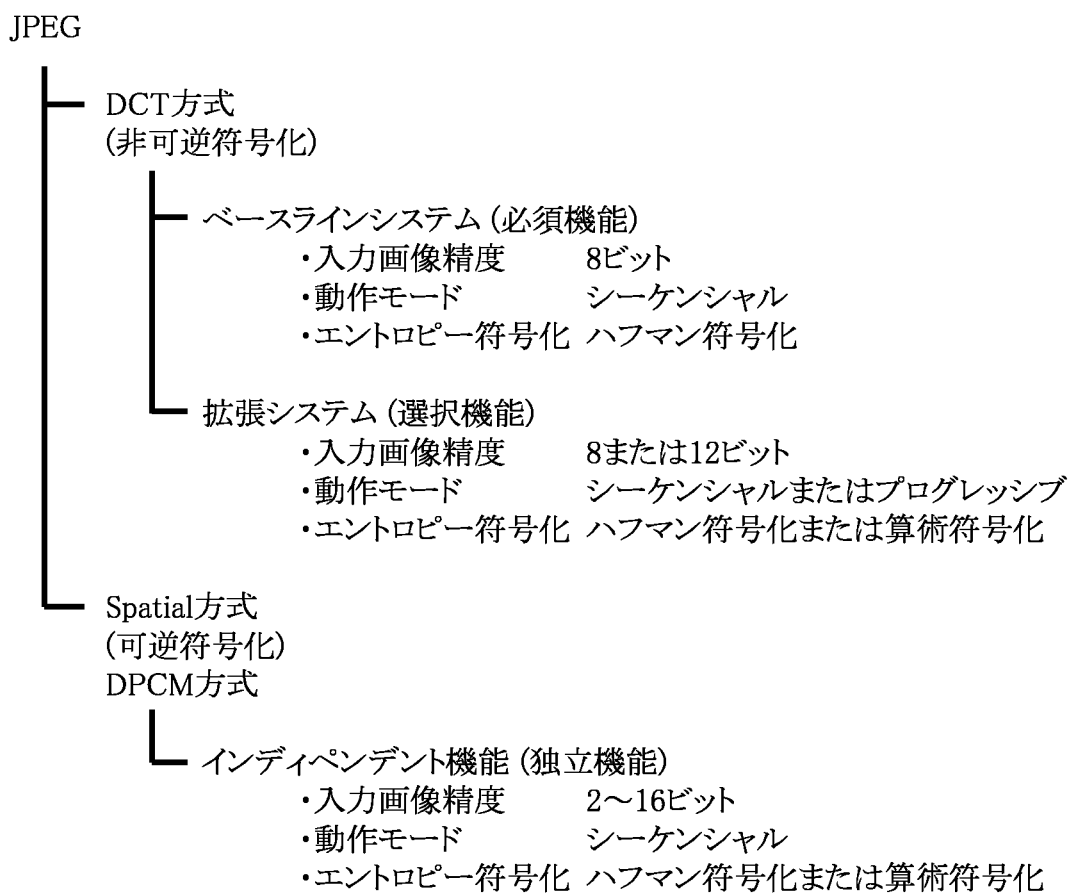 JPEG
DCT方式
(非可逆符号化)
ベースラインシステム (必須機能)
・入力画像精度 8ビット
・動作モード シーケンシャル
・エントロピー符号化 ハフマン符号化
拡張システム (選択機能)
・入力画像精度 8または12ビット
・動作モード シーケンシャルまたはプログレッシブ
・エントロピー符号化 ハフマン符号化または算術符号化
Spatial方式
(可逆符号化)
DPCM方式
インディペンデント機能 (独立機能)
・入力画像精度 2～16ビット
・動作モード シーケンシャル
・エントロピー符号化 ハフマン符号化または算術符号化